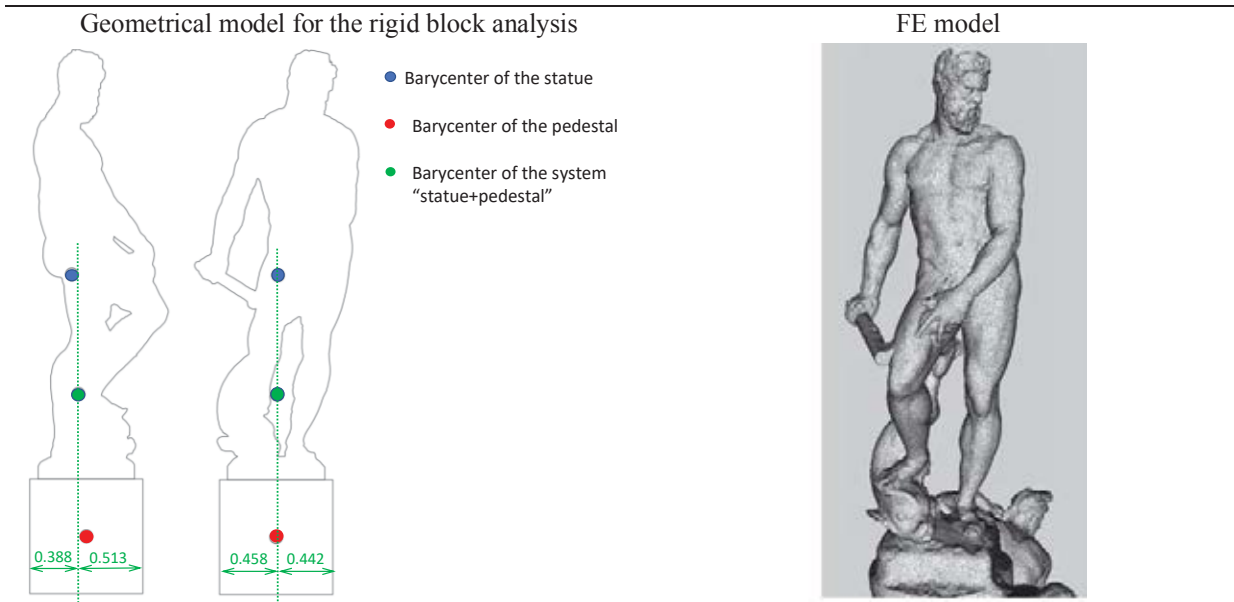 Geometrical model for the rigid block analysis
FE model
Barycenter of the statue
Barycenter of the pedestal
Barycenter of the system
“statue+pedestal”
0.388 0.513
0.458 0.442